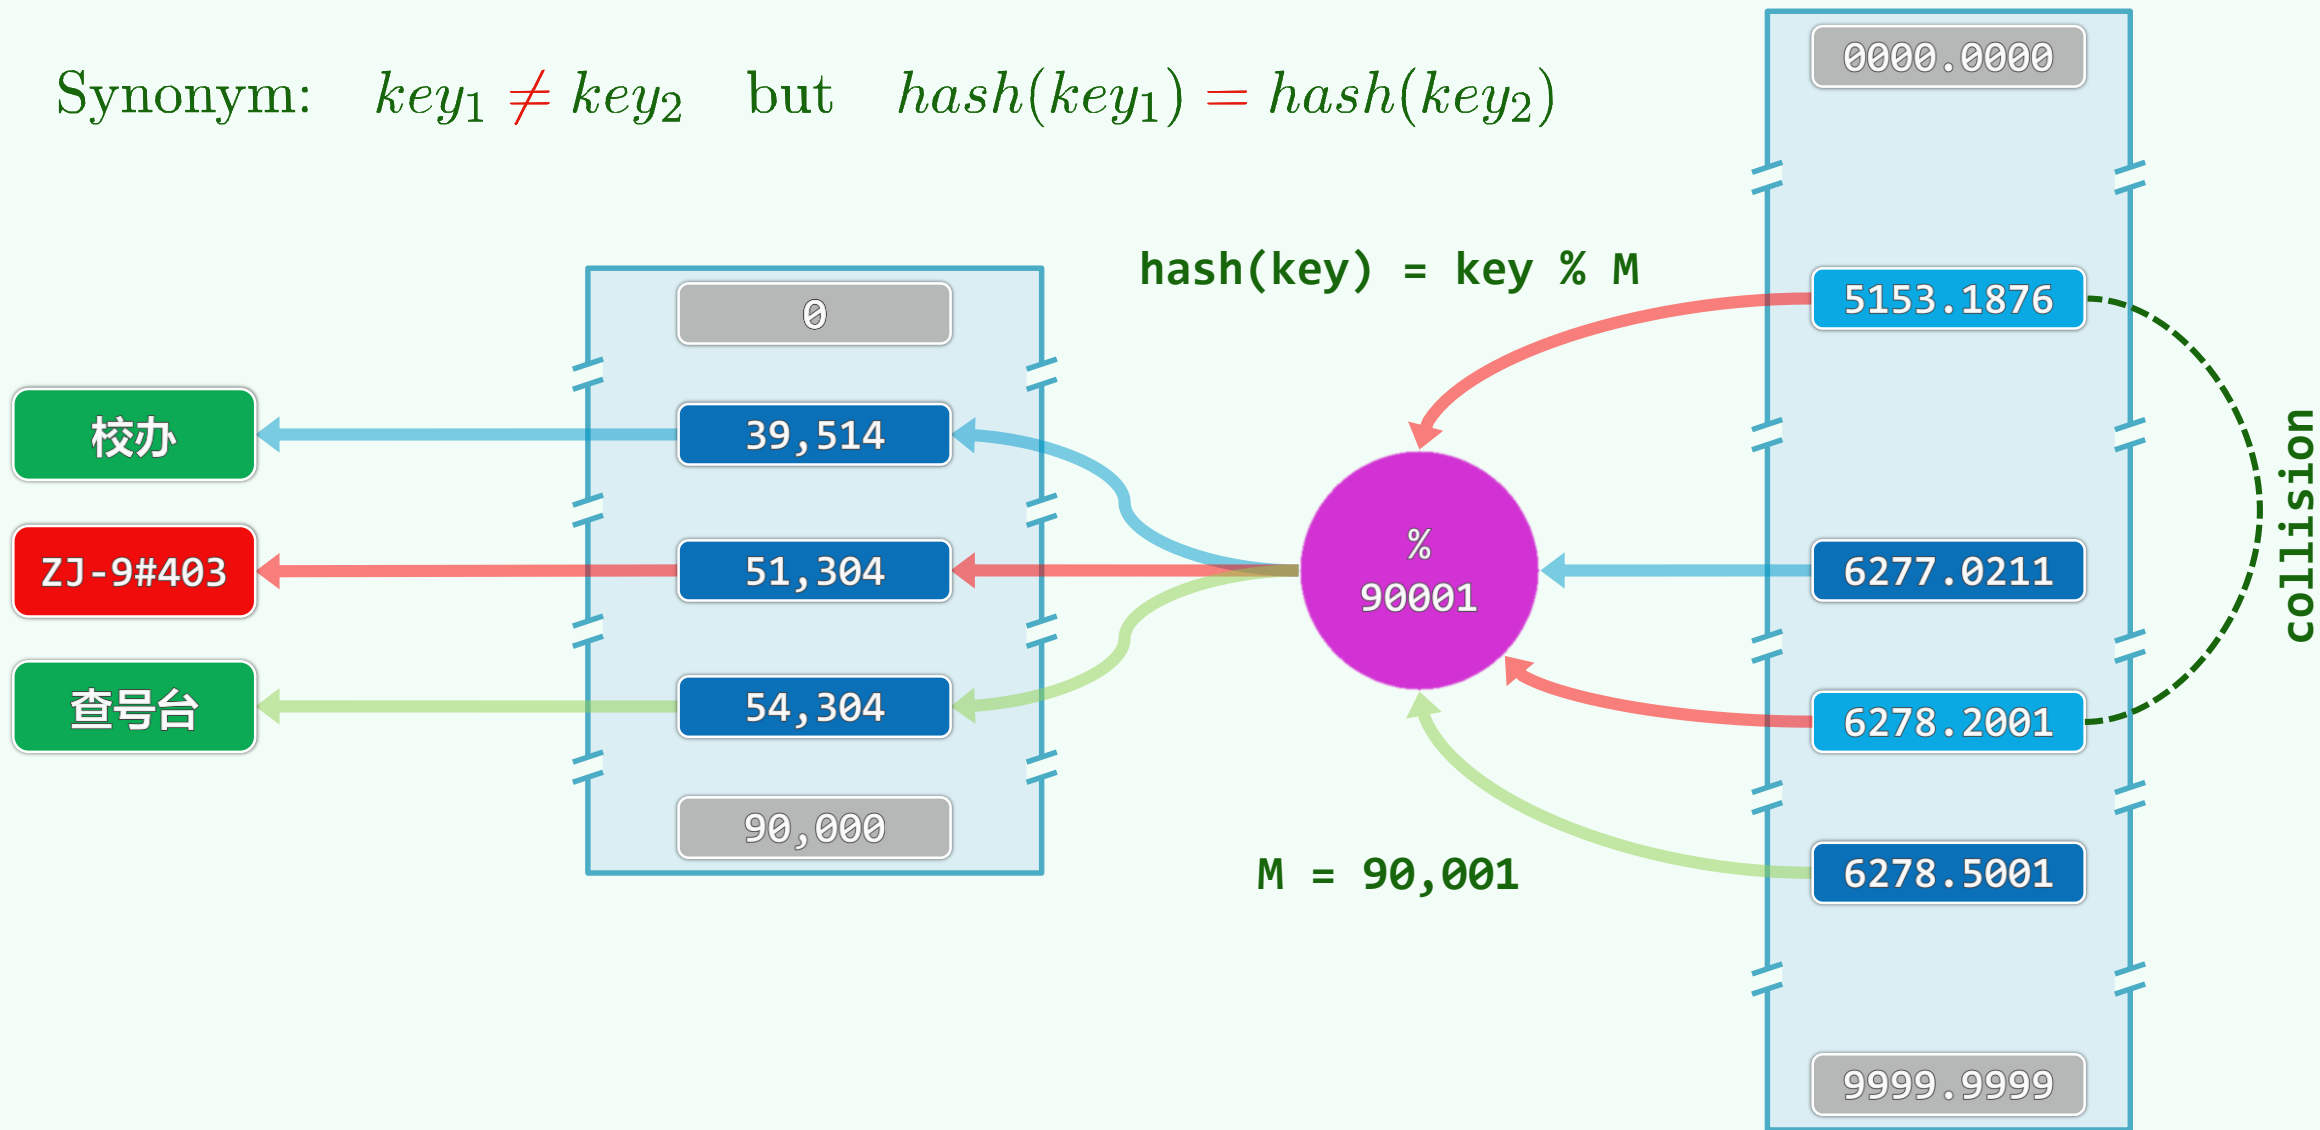 Synonym: key₁ ≠ key₂ but hash(key₁) = hash(key₂)
hash(key) = key % M
校办
ZJ-9#403
查号台
0
39,514
51,304
54,304
90,000
%
90001
M = 90,001
0000.0000
5153.1876
6277.0211
6278.2001
6278.5001
9999.9999
collision